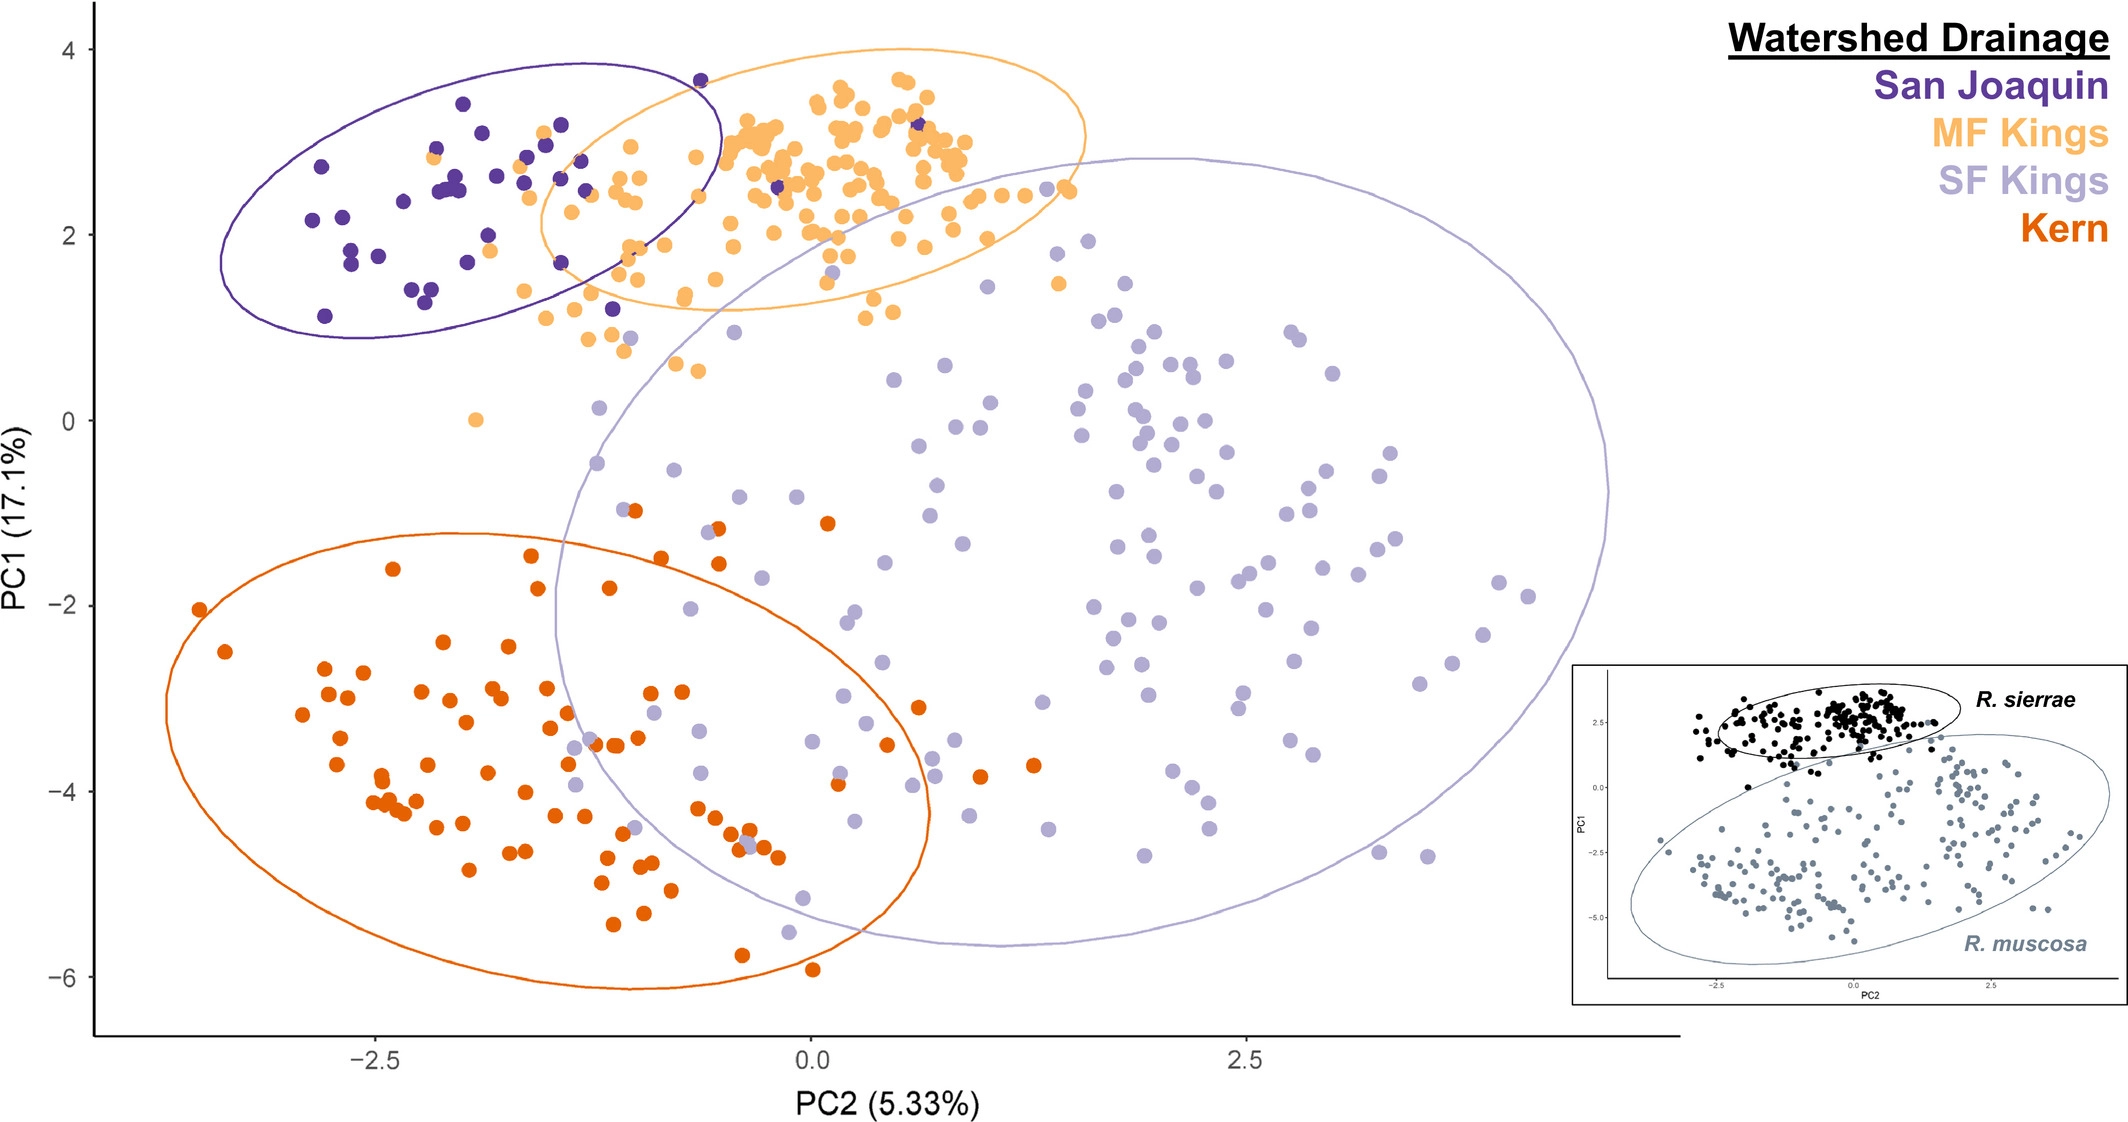 Watershed Drainage
San Joaquin
MF Kings
SF Kings
Kern
PC1 (17.1%)
4
2
0
−2
−4
−6
−2.5
0.0
2.5
PC2 (5.33%)
R. sierrae
R. muscosa
PC1
2.5
0.0
−2.5
−5.0
−2.5
0.0
2.5
PC2